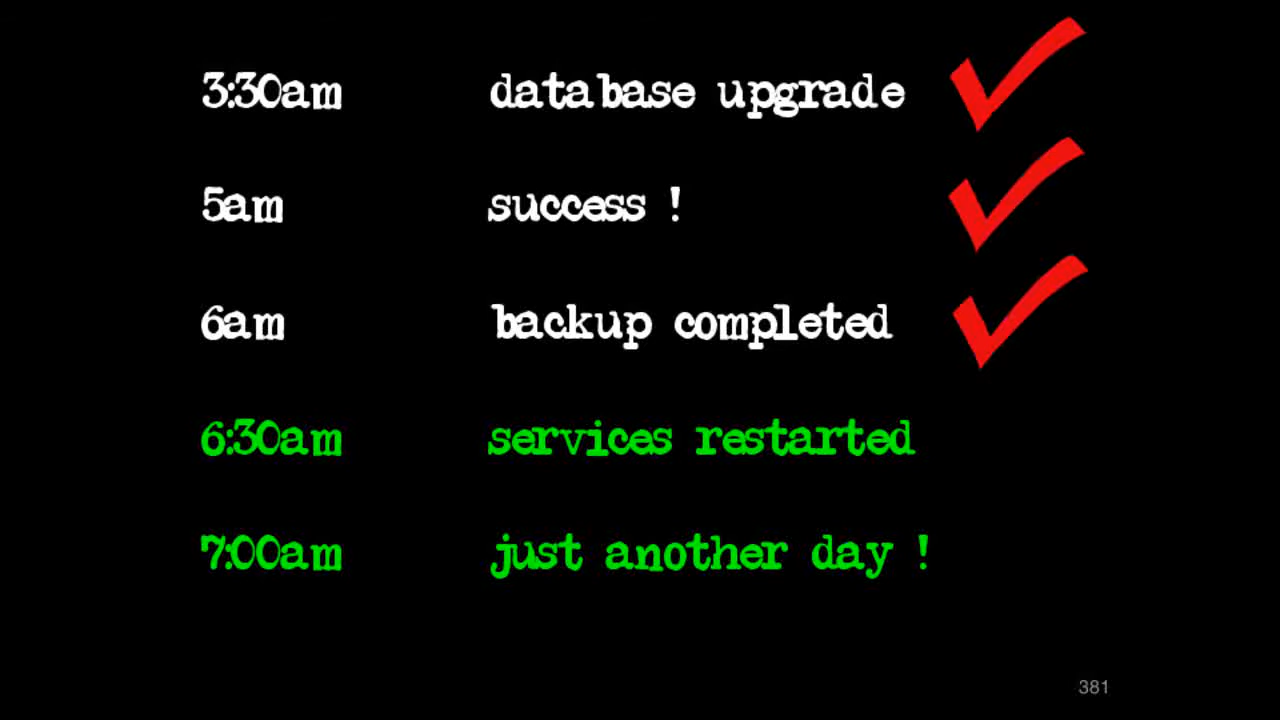 3:30am database upgrade
5am success !
6am backup completed
6:30am services restarted
7:00am just another day !
381